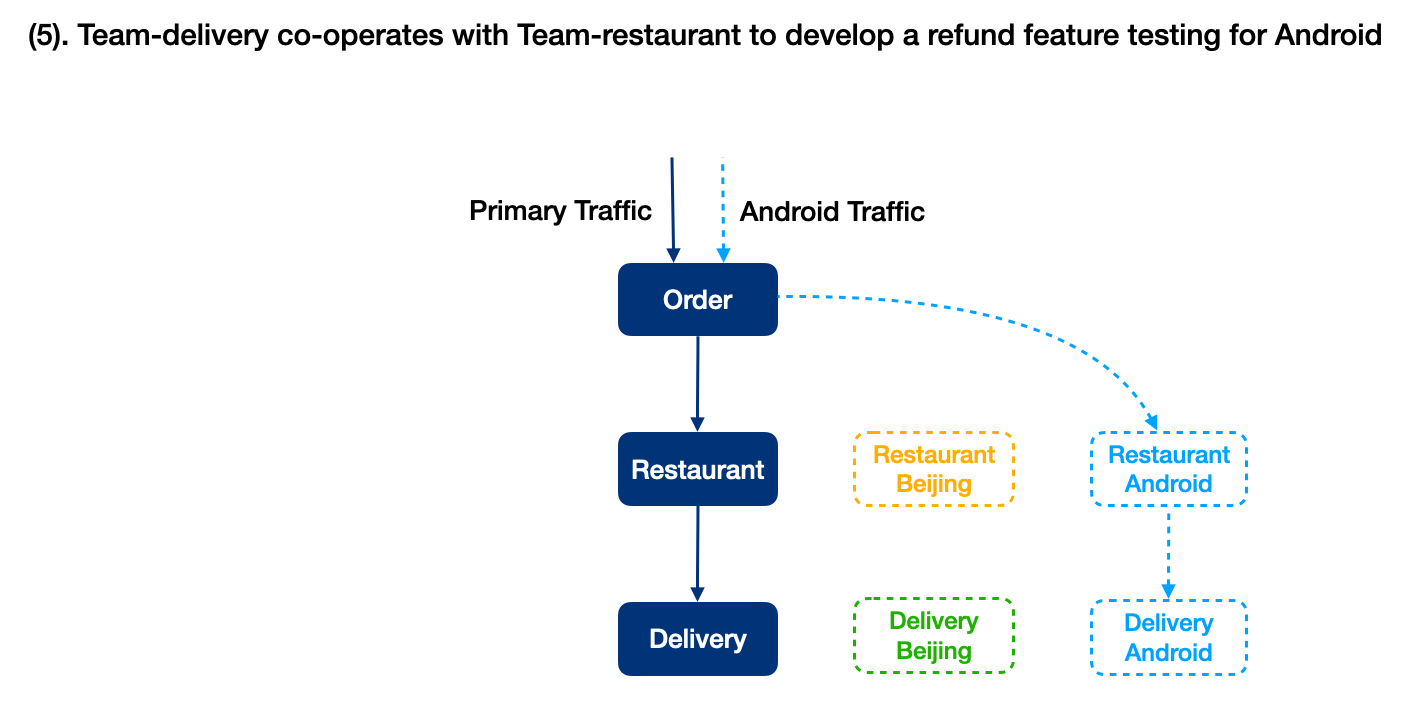 (5). Team-delivery co-operates with Team-restaurant to develop a refund feature testing for Android
Primary Traffic
Android Traffic
Order
Restaurant
Restaurant
Beijing
Restaurant
Android
Delivery
Delivery
Beijing
Delivery
Android